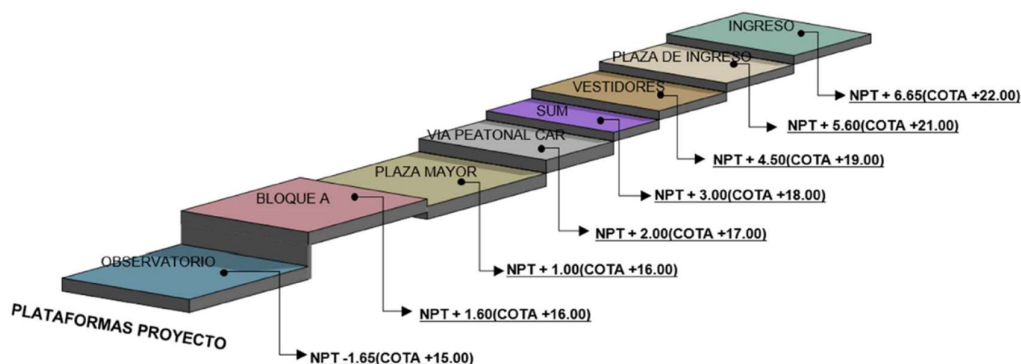 INGRESO
PLAZA DE INGRESO
VESTIDORES
NPT + 6.65(COTA +22.00)
SUM
NPT + 5.60(COTA +21.00)
VIA PEATONAL CAR
NPT + 4.50(COTA +19.00)
PLAZA MAYOR
BLOQUE A
NPT + 3.00(COTA +18.00)
NPT + 2.00(COTA +17.00)
OBSERVATORIO
NPT + 1.00(COTA +16.00)
NPT + 1.60(COTA +16.00)
PLATAFORMAS PROYECTO
NPT -1.65(COTA +15.00)